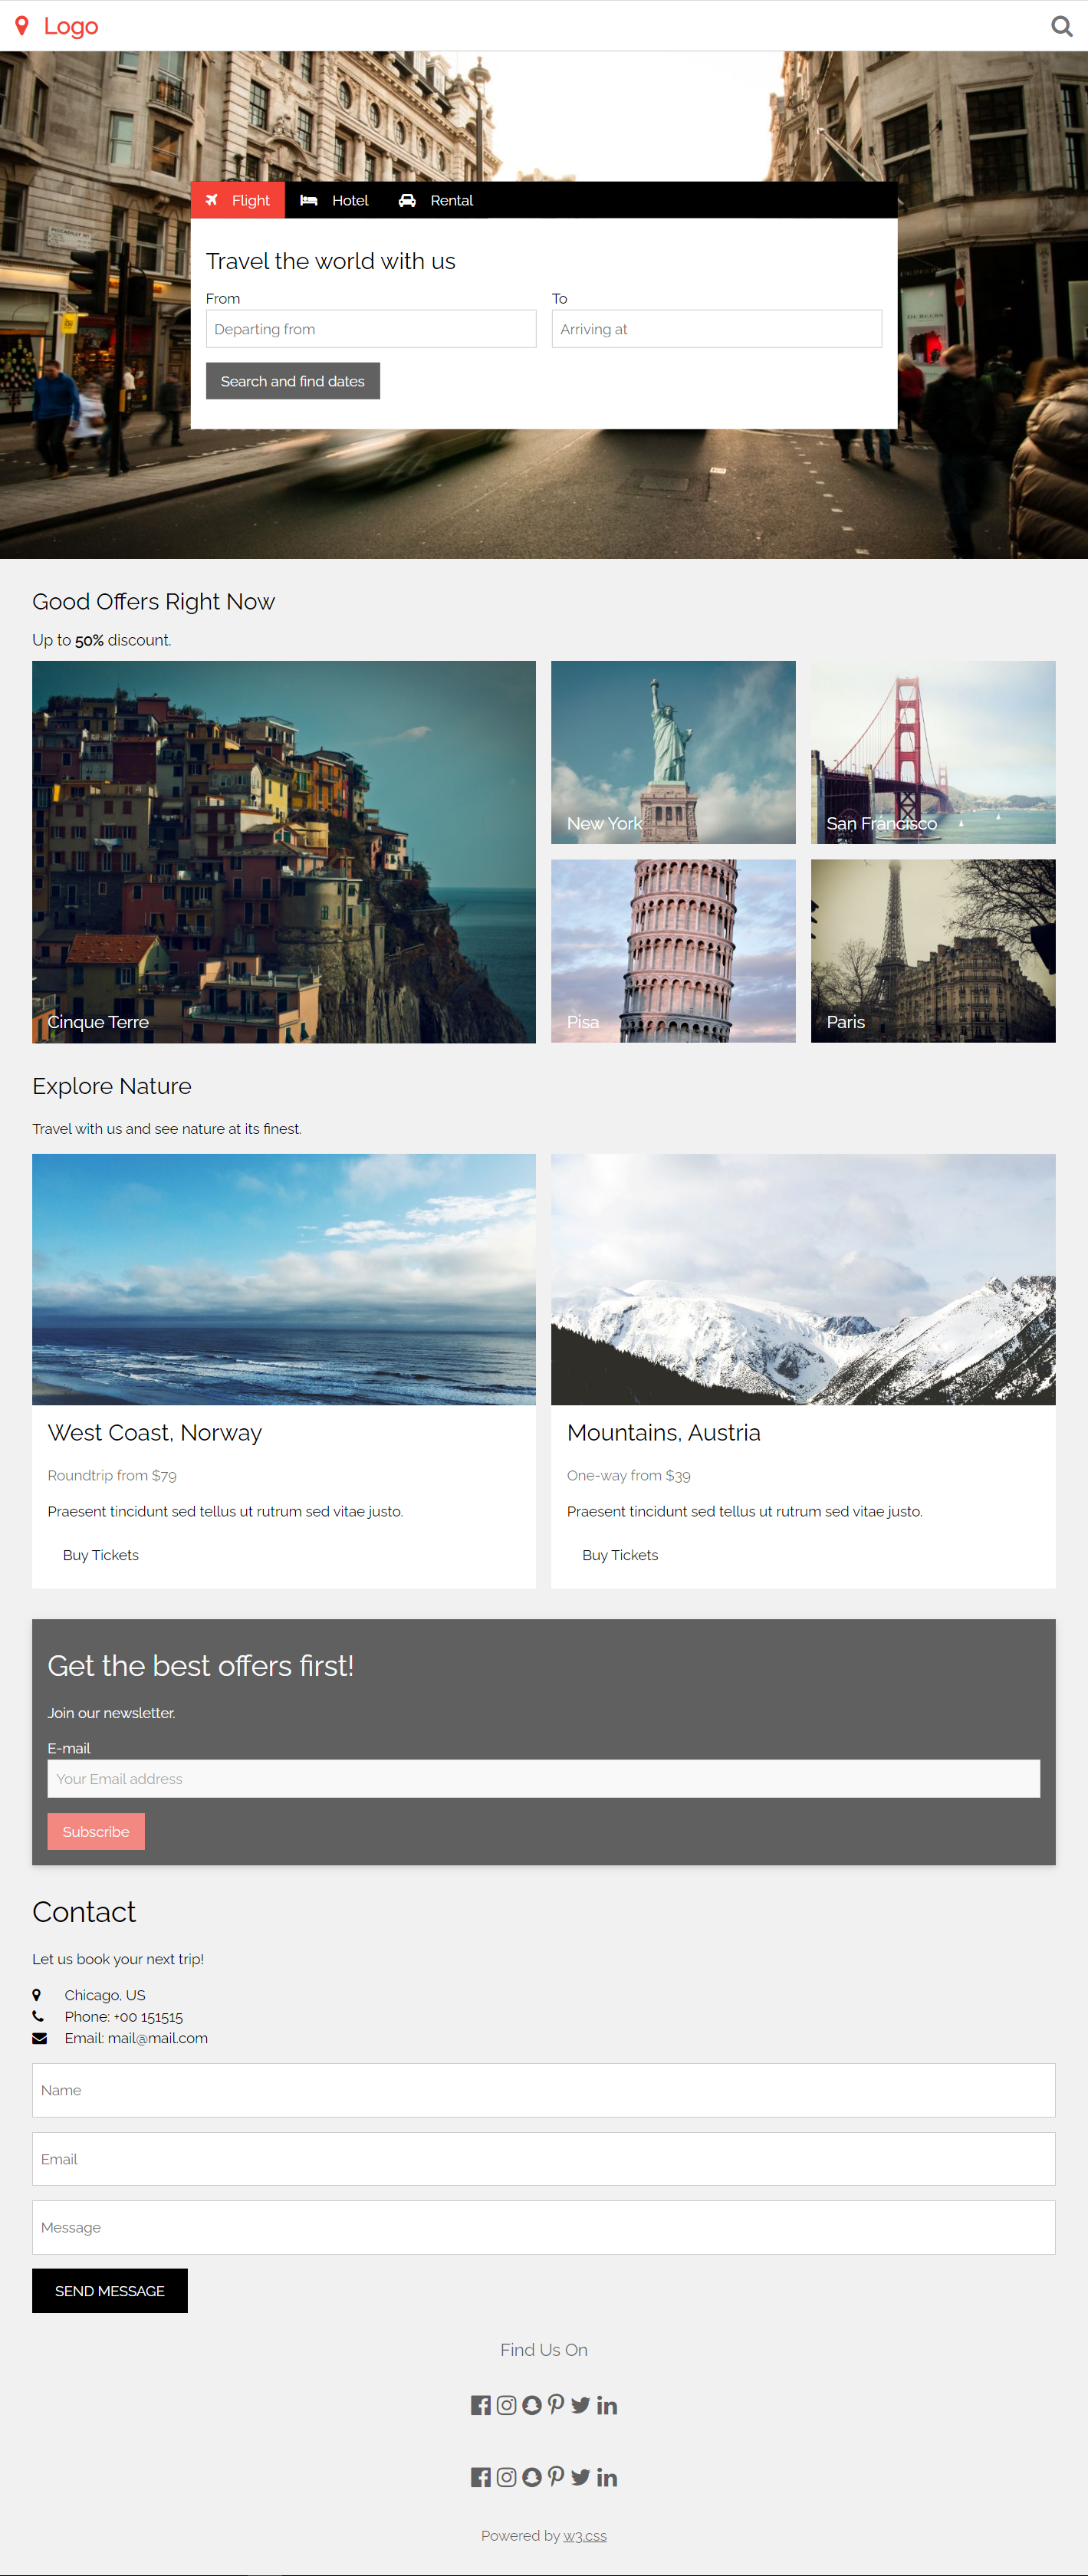 Logo
Flight Hotel Rental
Travel the world with us
From To
Departing from Arriving at
Search and find dates
Good Offers Right Now
Up to 50% discount.
New York San Francisco
Cinque Terre Pisa Paris
Explore Nature
Travel with us and see nature at its finest.
West Coast, Norway
Roundtrip from $79
Praesent tincidunt sed tellus ut rutrum sed vitae justo.
Buy Tickets
Mountains, Austria
One-way from $39
Praesent tincidunt sed tellus ut rutrum sed vitae justo.
Buy Tickets
Get the best offers first!
Join our newsletter.
E-mail
Your Email address
Subscribe
Contact
Let us book your next trip!
Chicago, US
Phone: +00 151515
Email: mail@mail.com
Name
Email
Message
SEND MESSAGE
Find Us On
Powered by w3.css